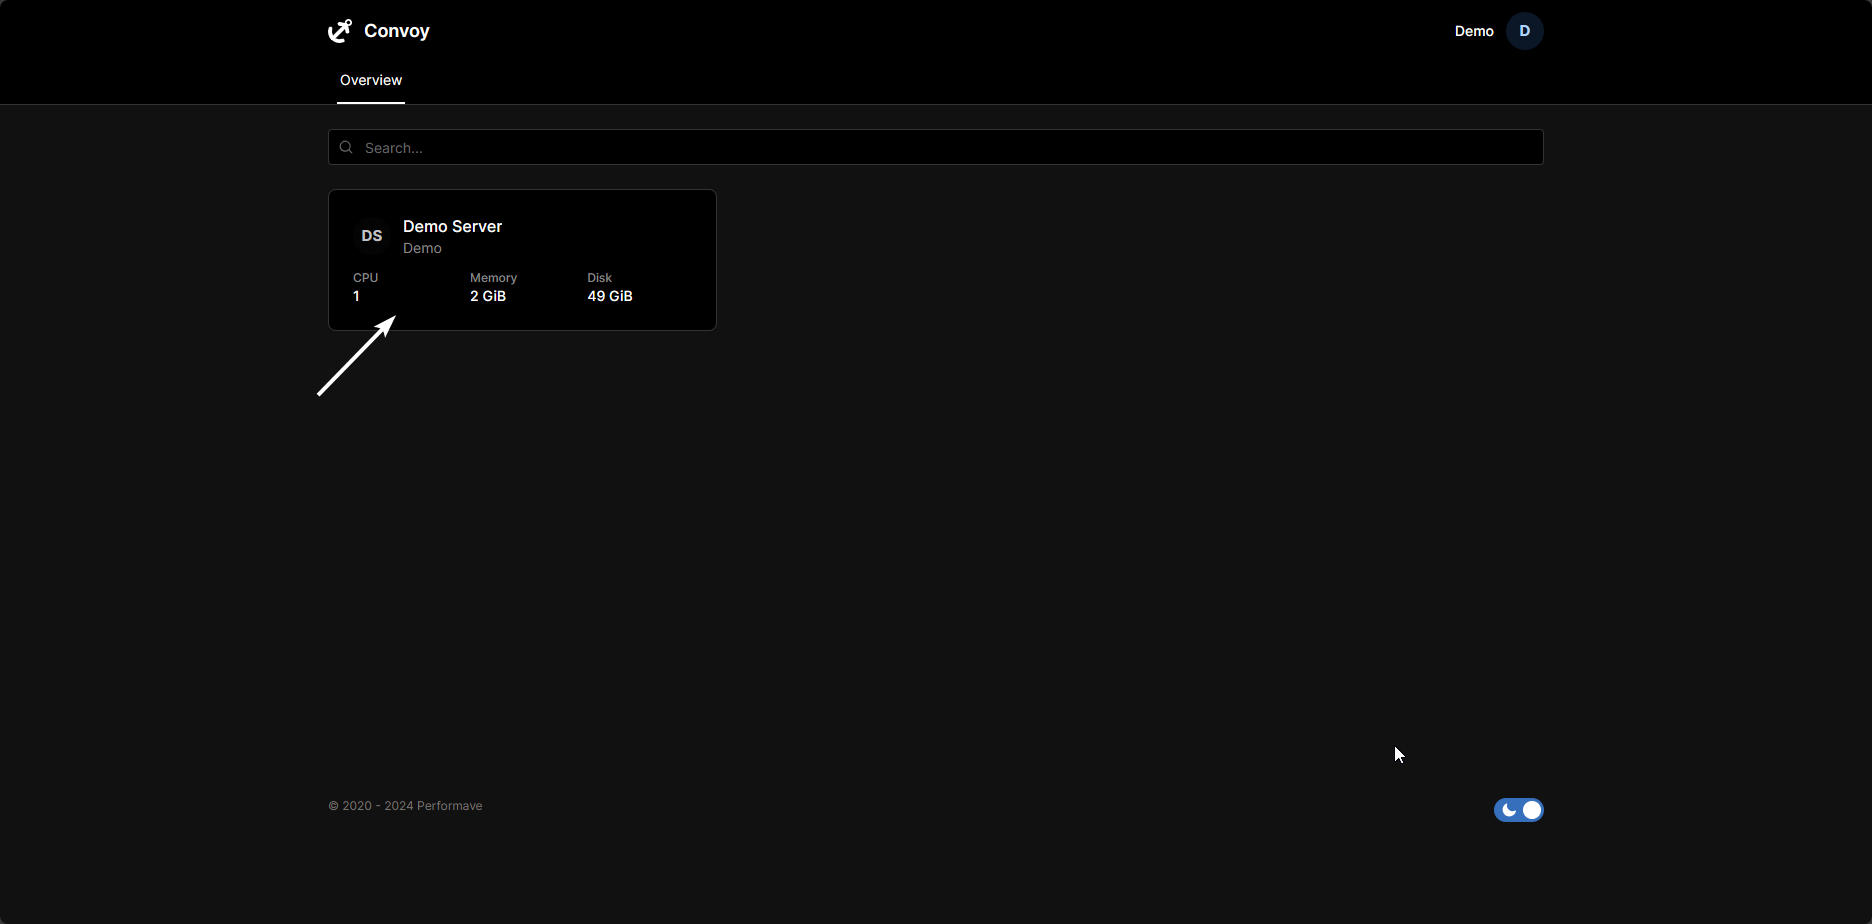 Convoy
Demo D
Overview
Search...
DS
Demo Server
Demo
CPU Memory Disk
1 2 GiB 49 GiB
© 2020 - 2024 Performave